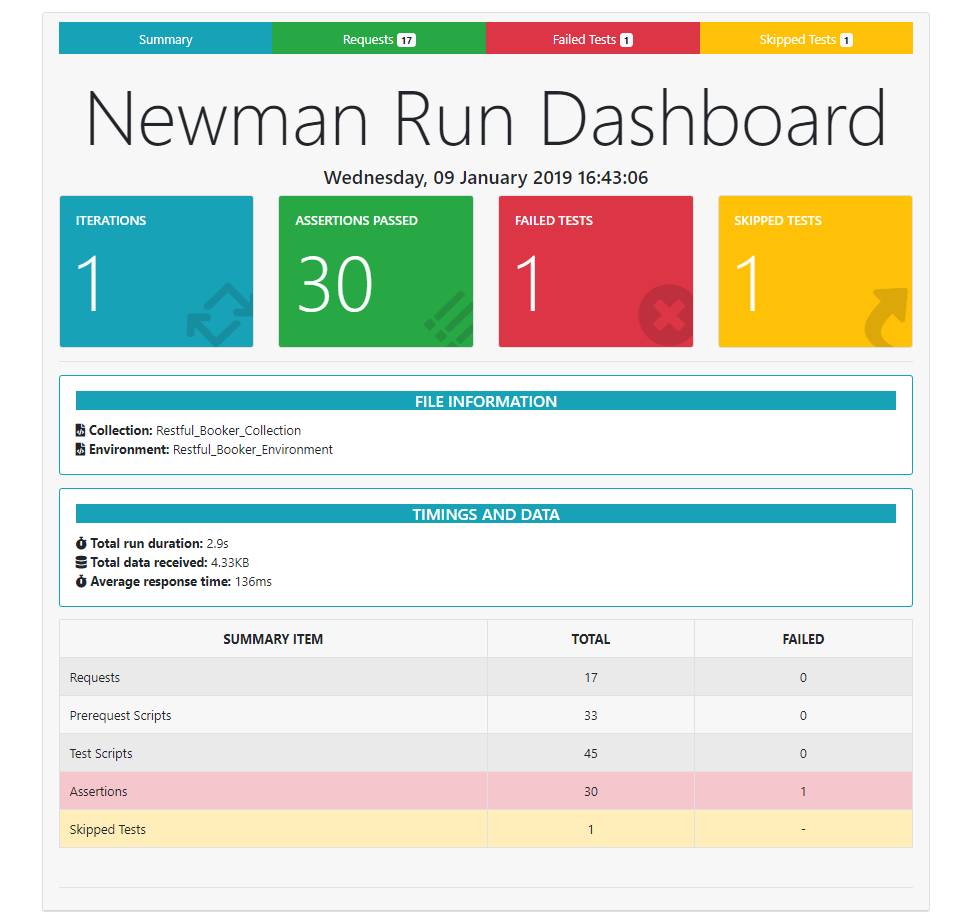 Summary Requests 17 Failed Tests 1 Skipped Tests 1
Newman Run Dashboard
Wednesday, 09 January 2019 16:43:06
ITERATIONS
1
ASSERTIONS PASSED
30
FAILED TESTS
1
SKIPPED TESTS
1
FILE INFORMATION
Collection: Restful_Booker_Collection
Environment: Restful_Booker_Environment
TIMINGS AND DATA
Total run duration: 2.9s
Total data received: 4.33KB
Average response time: 136ms
SUMMARY ITEM TOTAL FAILED
Requests 17 0
Prerequest Scripts 33 0
Test Scripts 45 0
Assertions 30 1
Skipped Tests 1 -